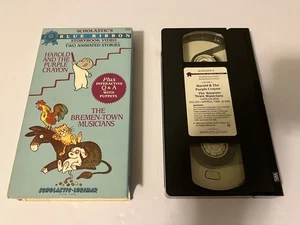 SCHOLASTIC'S
BLUE RIBBON
STORYBOOK VIDEO
TWO ANIMATED STORIES
HAROLD
AND THE
PURPLE
CRAYON
Plus
INTERACTIVE
Q & A
WITH
PUPPETS
THE
BREMEN-TOWN
MUSICIANS
SCHOLASTIC-LORIMAR
Harold & The
Purple Crayon
The Bremen-
Town Musicians
VHS